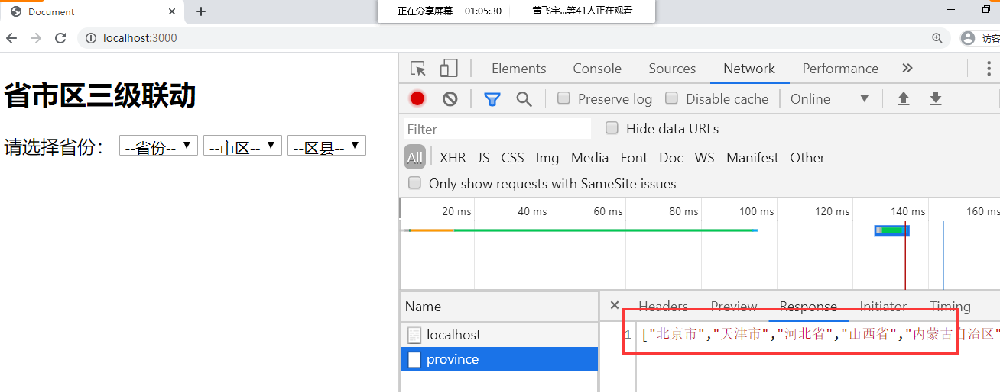 Document
正在分享屏幕 01:05:30 黄飞宇...等41人正在观看
localhost:3000
访客
省市区三级联动
请选择省份： --省份-- --市区-- --区县--
Elements Console Sources Network Performance
Preserve log Disable cache Online
Filter Hide data URLs
All XHR JS CSS Img Media Font Doc WS Manifest Other
Only show requests with SameSite issues
20 ms 40 ms 60 ms 80 ms 100 ms 120 ms 140 ms 160 ms
Name
Headers Preview Response Initiator Timing
localhost
province
1 ["北京市","天津市","河北省","山西省","内蒙古自治区"